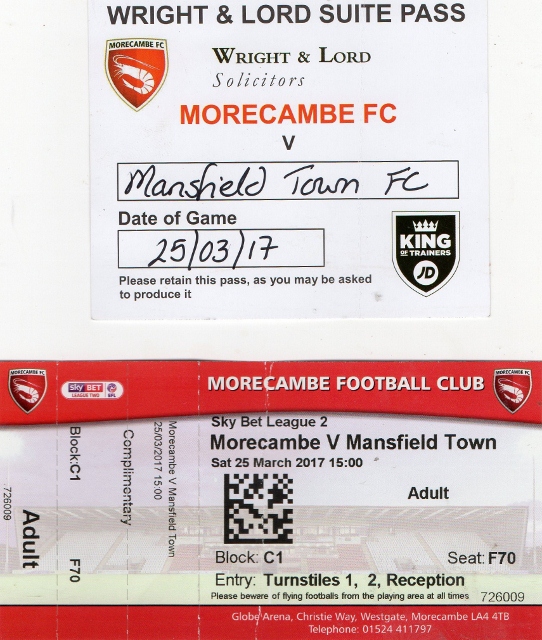 WRIGHT & LORD SUITE PASS
MORECAMBE FC
WRIGHT & LORD
Solicitors
MORECAMBE FC
V
Mansfield Town FC
Date of Game
25/03/17
KING
OF TRAINERS
JD
Please retain this pass, as you may be asked
to produce it
MORECAMBE FC
sky BET
LEAGUE TWO
EFL
MORECAMBE FOOTBALL CLUB
MORECAMBE FC
726009
Adult
Block:C1
F70
Complimentary
25/03/2017 15:00
Morecambe V Mansfield Town
Sky Bet League 2
Morecambe V Mansfield Town
Sat 25 March 2017 15:00
Adult
Block: C1
Seat: F70
Entry: Turnstiles 1, 2, Reception
Please beware of flying footballs from the playing area at all times
726009
Globe Arena, Christie Way, Westgate, Morecambe LA4 4TB
Telephone: 01524 411797